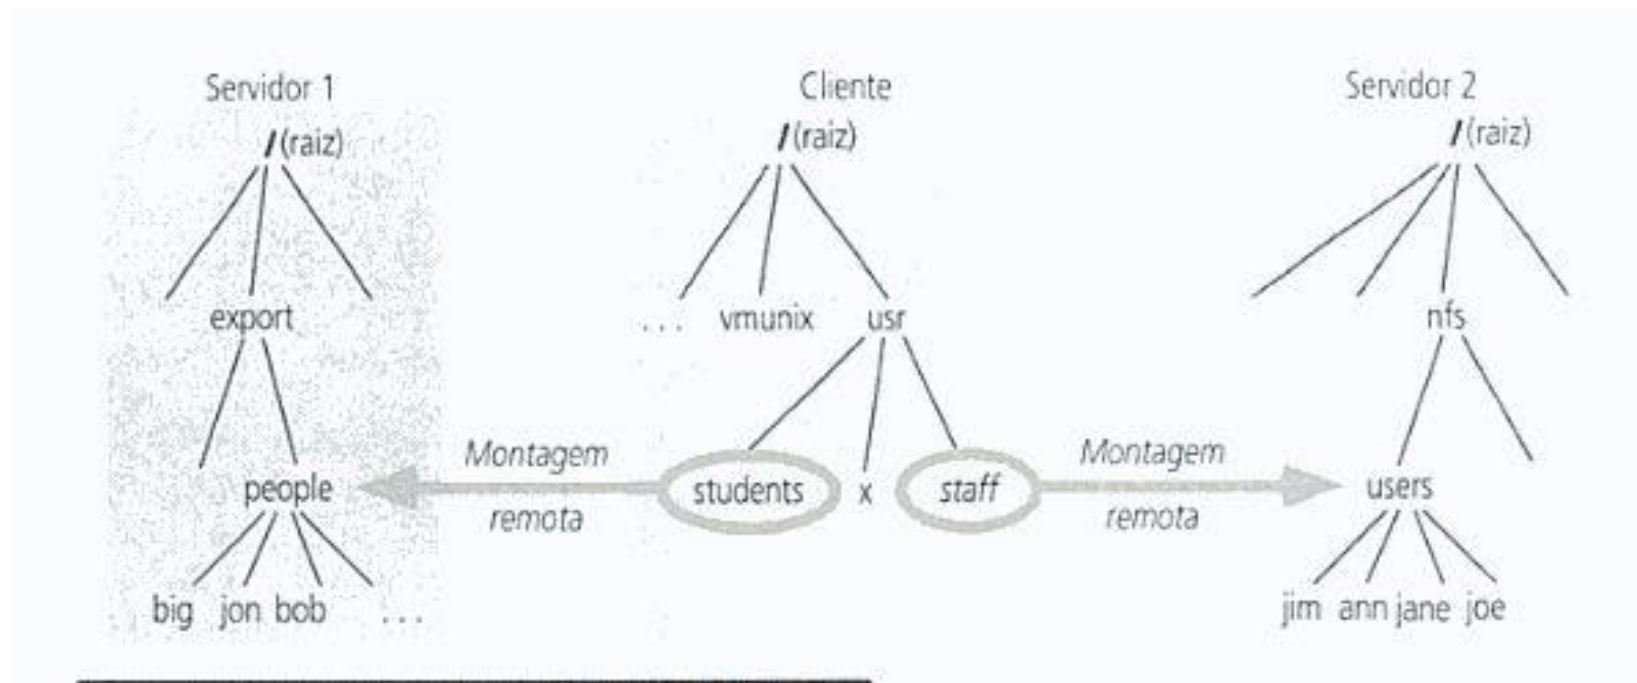 Servidor 1 Cliente Servidor 2
/ (raiz) / (raiz) / (raiz)
export ... vmunix usr nfs
Montagem Montagem
people students x staff users
remota remota
big jon bob ... jim ann jane joe